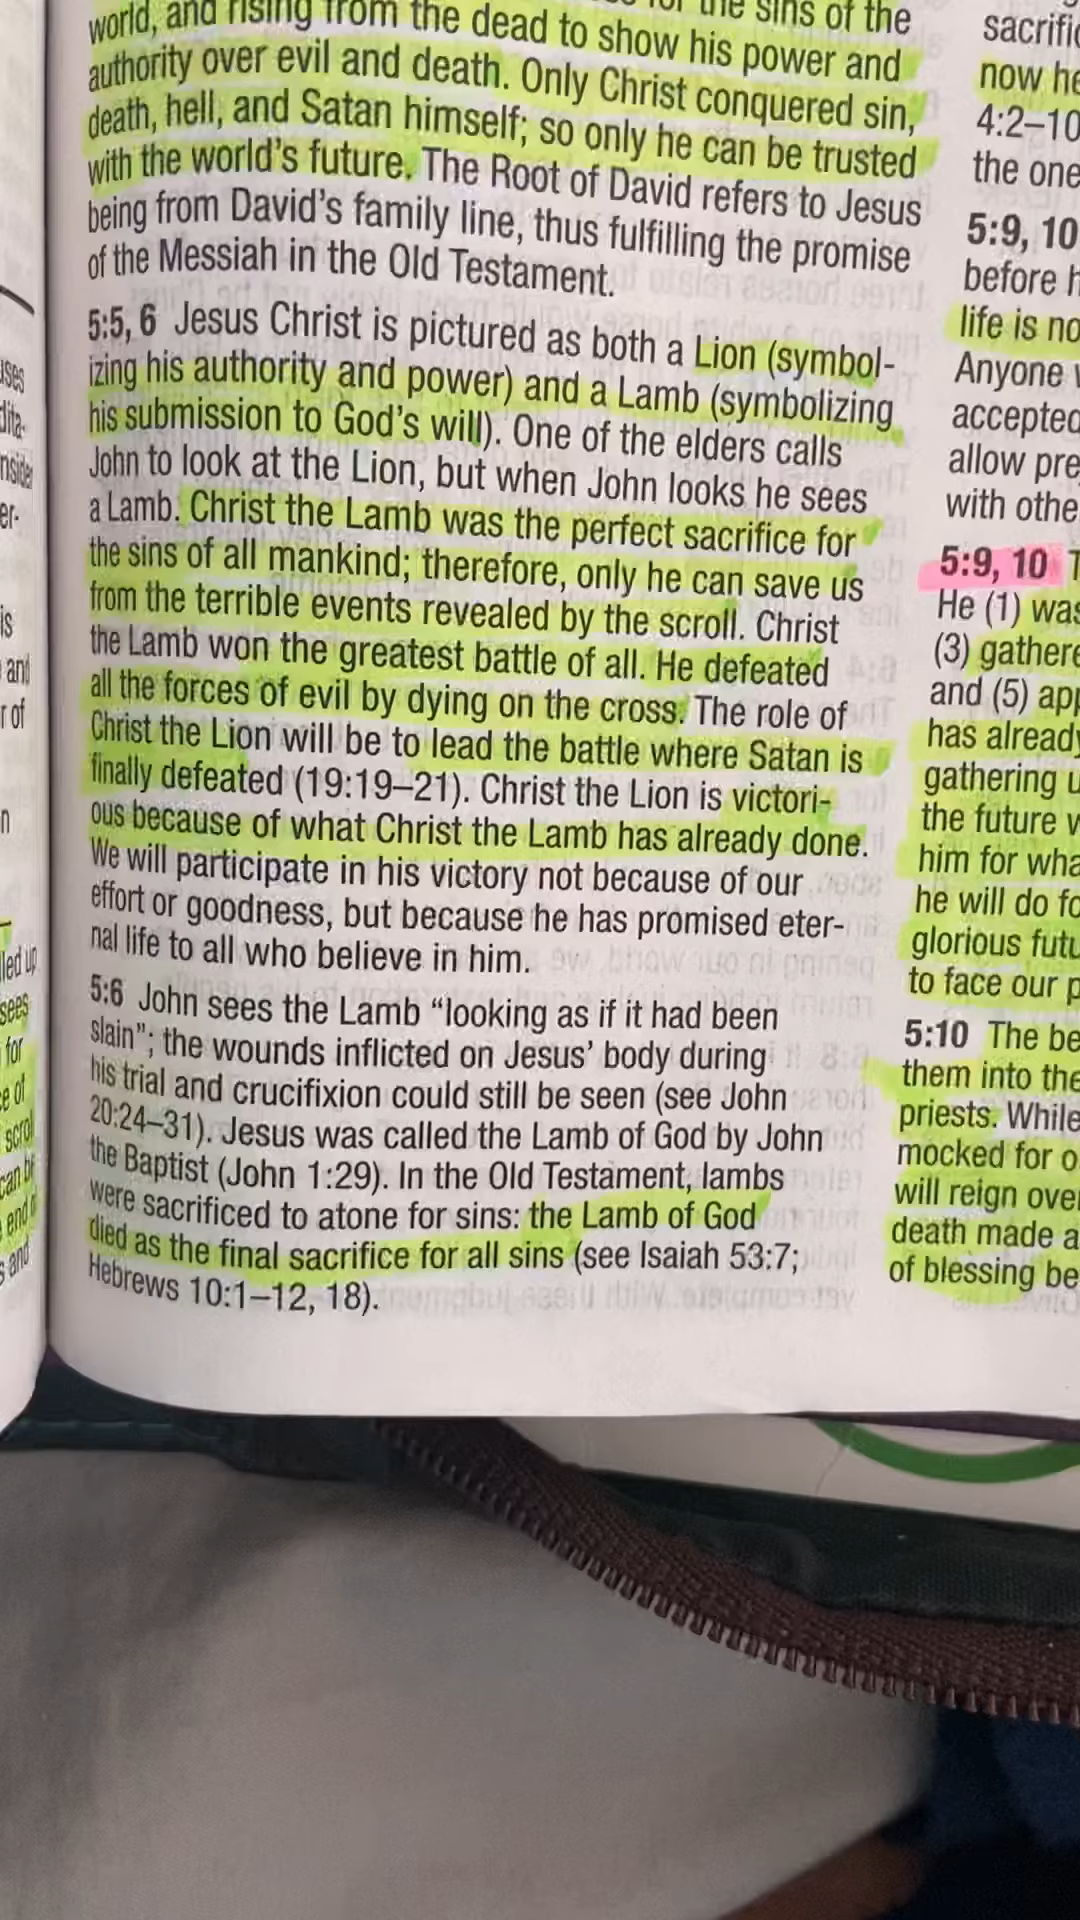 the sins of the
world, and rising from the dead to show his power and
authority over evil and death. Only Christ conquered sin,
death, hell, and Satan himself; so only he can be trusted
with the world's future. The Root of David refers to Jesus
being from David's family line, thus fulfilling the promise
of the Messiah in the Old Testament.
5:5, 6 Jesus Christ is pictured as both a Lion (symbol-
izing his authority and power) and a Lamb (symbolizing
his submission to God's will). One of the elders calls
John to look at the Lion, but when John looks he sees
a Lamb. Christ the Lamb was the perfect sacrifice for
the sins of all mankind; therefore, only he can save us
from the terrible events revealed by the scroll. Christ
the Lamb won the greatest battle of all. He defeated
all the forces of evil by dying on the cross. The role of
Christ the Lion will be to lead the battle where Satan is
finally defeated (19:19–21). Christ the Lion is victori-
ous because of what Christ the Lamb has already done.
We will participate in his victory not because of our
effort or goodness, but because he has promised eter-
nal life to all who believe in him.
5:6 John sees the Lamb “looking as if it had been
slain”; the wounds inflicted on Jesus' body during
his trial and crucifixion could still be seen (see John
20:24–31). Jesus was called the Lamb of God by John
the Baptist (John 1:29). In the Old Testament, lambs
were sacrificed to atone for sins: the Lamb of God
died as the final sacrifice for all sins (see Isaiah 53:7;
Hebrews 10:1–12, 18).
now he
4:2–10
the one
5:9, 10
before
life is no
Anyone
accepted
allow
with
5:9, 10
He (1) was
(3)
and (5)
has already
gathering
the future
him for
he will do
glorious
to face our
5:10 The
them into the
priests. While
mocked for
will reign
death made a
of blessing